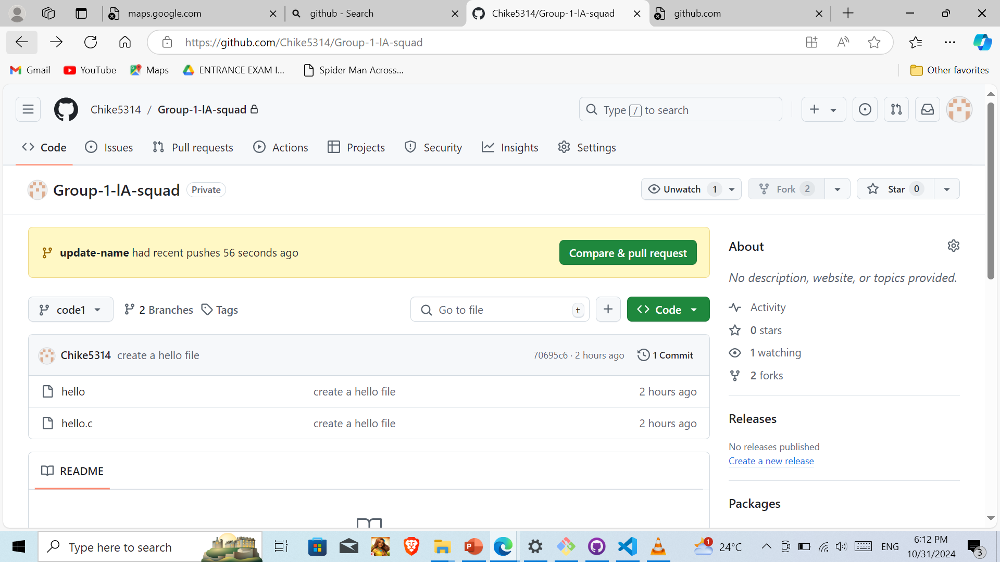 maps.google.com
github - Search
Chike5314/Group-1-lA-squad
github.com
https://github.com/Chike5314/Group-1-lA-squad
Gmail
YouTube
Maps
ENTRANCE EXAM I...
Spider Man Across...
Other favorites
Chike5314 / Group-1-lA-squad
Type / to search
Code
Issues
Pull requests
Actions
Projects
Security
Insights
Settings
Group-1-lA-squad
Private
Unwatch 1
Fork 2
Star 0
update-name had recent pushes 56 seconds ago
Compare & pull request
About
No description, website, or topics provided.
code1
2 Branches
Tags
Go to file
t
Code
Activity
0 stars
1 watching
2 forks
Chike5314 create a hello file
70695c6 · 2 hours ago
1 Commit
hello
create a hello file
2 hours ago
hello.c
create a hello file
2 hours ago
Releases
No releases published
Create a new release
README
Packages
Type here to search
1
24°C
ENG
6:12 PM
10/31/2024
3